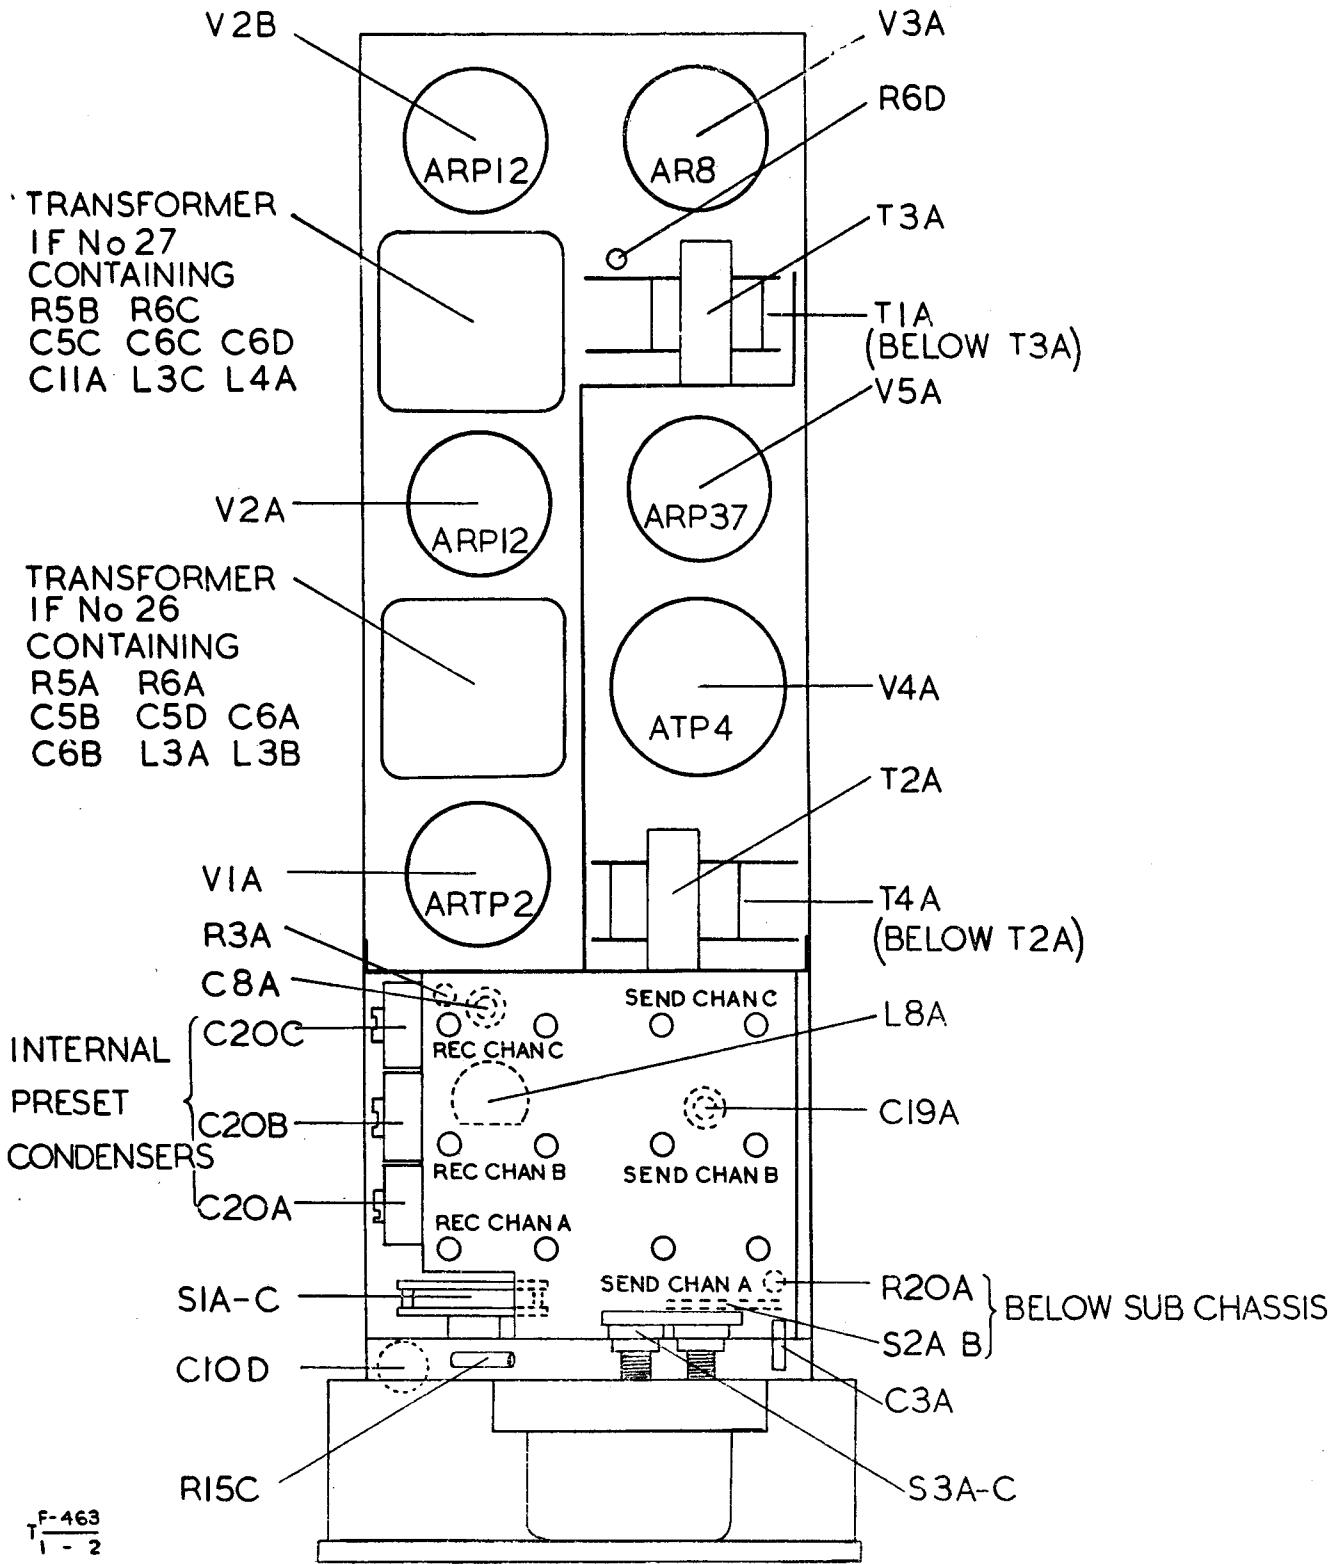 V2B
V3A
R6D
ARP12
AR8
TRANSFORMER
IF No 27
CONTAINING
R5B R6C
C5C C6C C6D
C11A L3C L4A
T3A
T1A
(BELOW T3A)
V5A
V2A
ARP12
ARP37
TRANSFORMER
IF No 26
CONTAINING
R5A R6A
C5B C5D C6A
C6B L3A L3B
V4A
ATP4
T2A
V1A
ARTP2
T4A
(BELOW T2A)
R3A
C8A
SEND CHAN C
L8A
INTERNAL
PRESET
CONDENSERS
C20C
REC CHAN C
C20B
C19A
REC CHAN B
SEND CHAN B
C20A
REC CHAN A
SEND CHAN A
R20A
S1A-C
BELOW SUB CHASSIS
S2A B
C10D
C3A
R15C
S3A-C
F-463
T
1 - 2